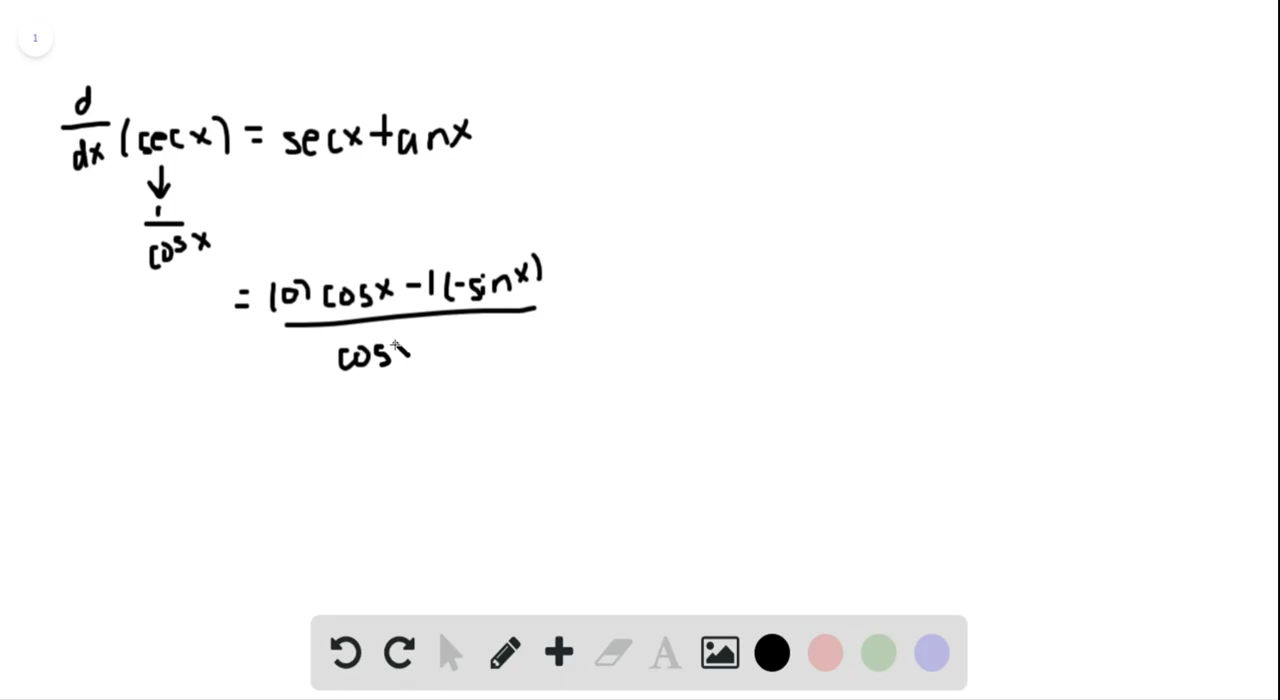 1
d
dx (secx) = secx tanx
↓
1
cosx
= (0) cosx -1(-sinx)
cos
A